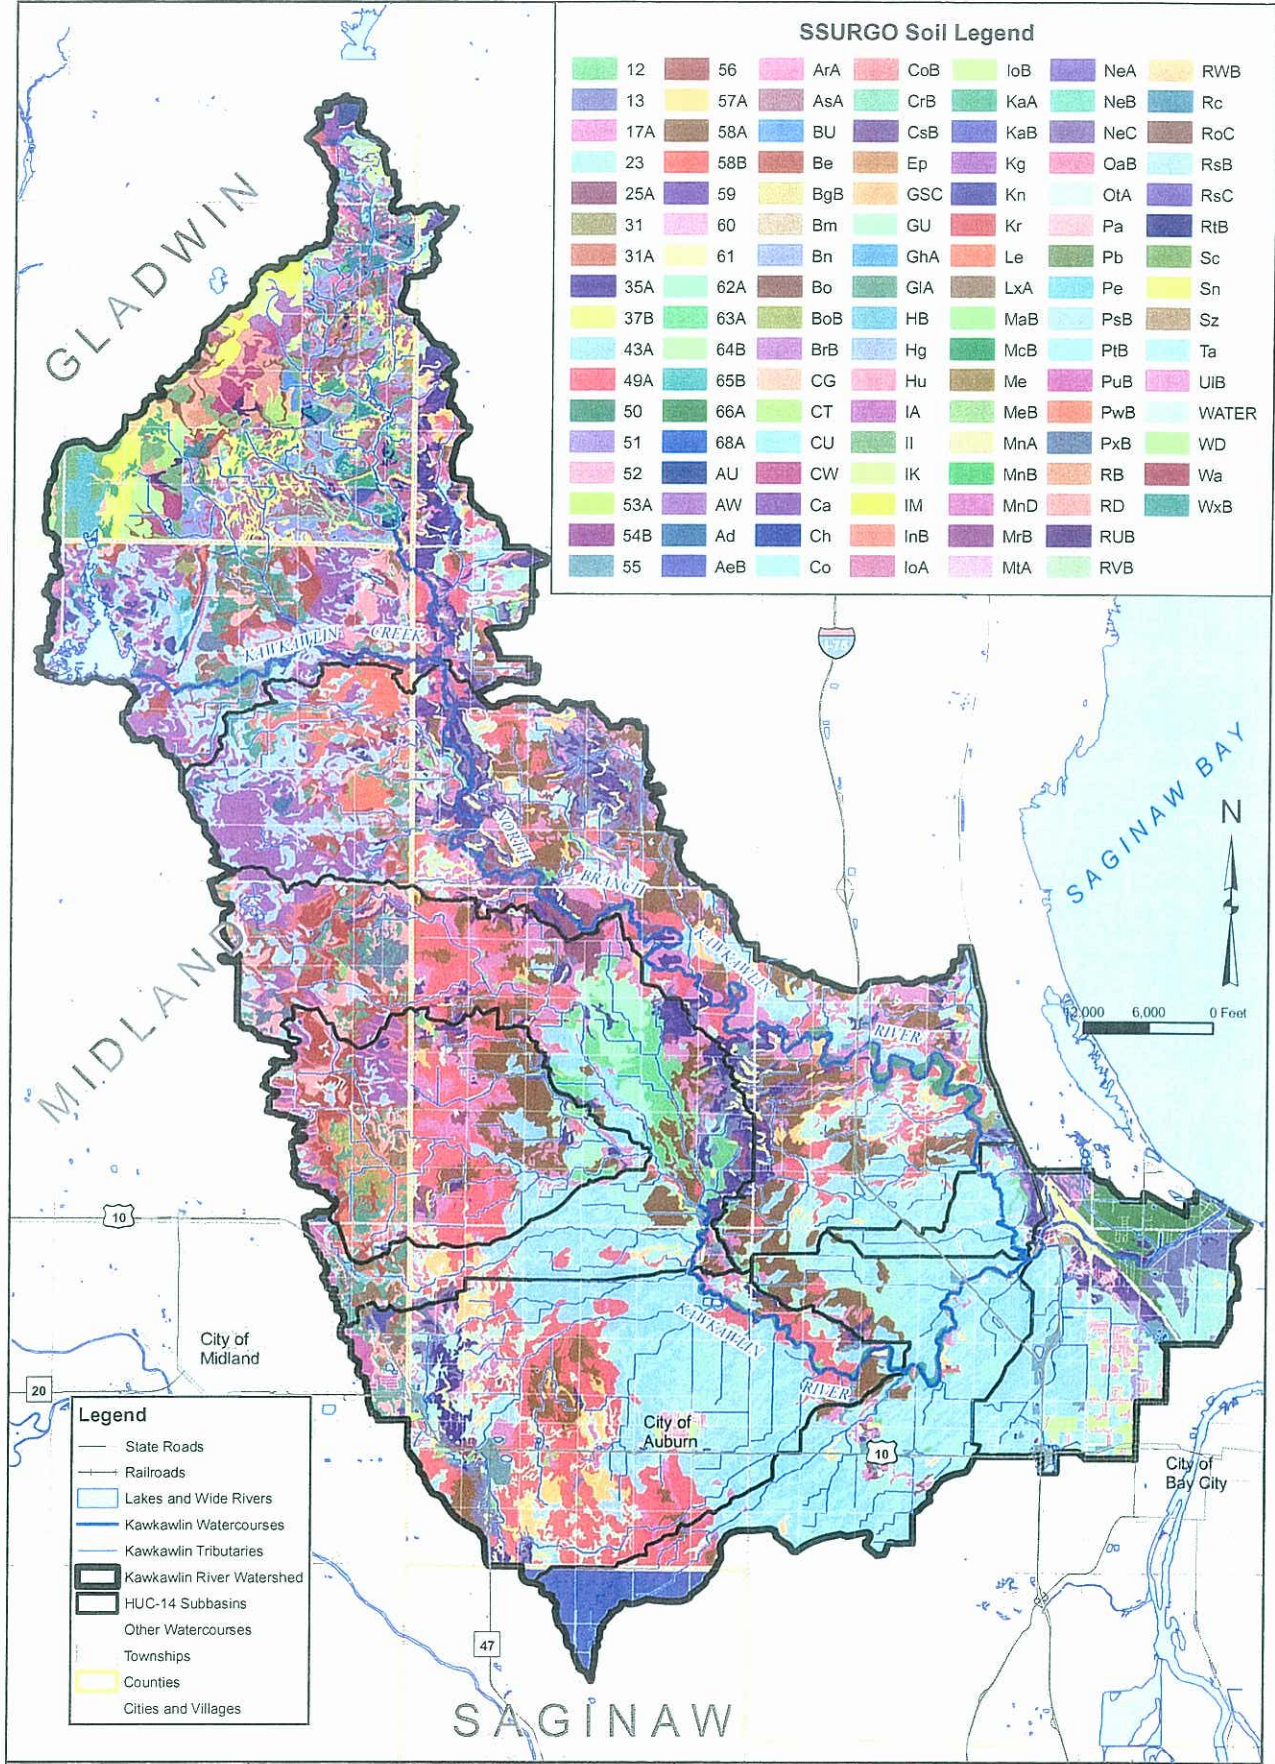 SSURGO Soil Legend
12 56 ArA CoB IoB NeA RWB
13 57A AsA CrB KaA NeB Rc
17A 58A BU CsB KaB NeC RoC
23 58B Be Ep Kg OaB RsB
25A 59 BgB GSC Kn OtA RsC
31 60 Bm GU Kr Pa RtB
31A 61 Bn GhA Le Pb Sc
35A 62A Bo GlA LxA Pe Sn
37B 63A BoB HB MaB PsB Sz
43A 64B BrB Hg McB PtB Ta
49A 65B CG Hu Me PuB UlB
50 66A CT IA MeB PwB WATER
51 68A CU II MnA PxB WD
52 AU CW IK MnB RB Wa
53A AW Ca IM MnD RD WxB
54B Ad Ch InB MrB RUB
55 AeB Co IoA MtA RVB
GLADWIN
I-75
KAWKAWLIN CREEK
SAGINAW BAY
N
NORTH
BRANCH
KAWKAWLIN
RIVER
12,000 6,000 0 Feet
MIDLAND
10
City of
Midland
20
KAWKAWLIN
RIVER
City of
Auburn
10
City of
Bay City
Legend
State Roads
Railroads
Lakes and Wide Rivers
Kawkawlin Watercourses
Kawkawlin Tributaries
Kawkawlin River Watershed
HUC-14 Subbasins
Other Watercourses
Townships
Counties
Cities and Villages
47
SAGINAW